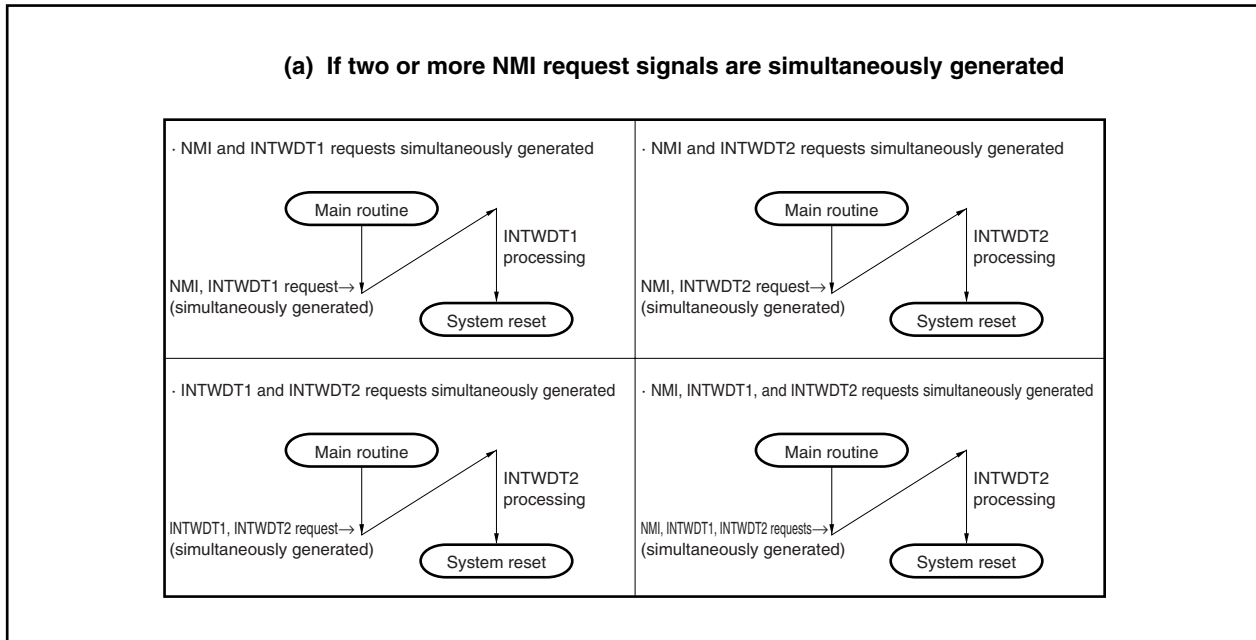 (a) If two or more NMI request signals are simultaneously generated
· NMI and INTWDT1 requests simultaneously generated
Main routine
INTWDT1
processing
NMI, INTWDT1 request→
(simultaneously generated)
System reset
· NMI and INTWDT2 requests simultaneously generated
Main routine
INTWDT2
processing
NMI, INTWDT2 request→
(simultaneously generated)
System reset
· INTWDT1 and INTWDT2 requests simultaneously generated
Main routine
INTWDT2
processing
INTWDT1, INTWDT2 request→
(simultaneously generated)
System reset
· NMI, INTWDT1, and INTWDT2 requests simultaneously generated
Main routine
INTWDT2
processing
NMI, INTWDT1, INTWDT2 requests→
(simultaneously generated)
System reset